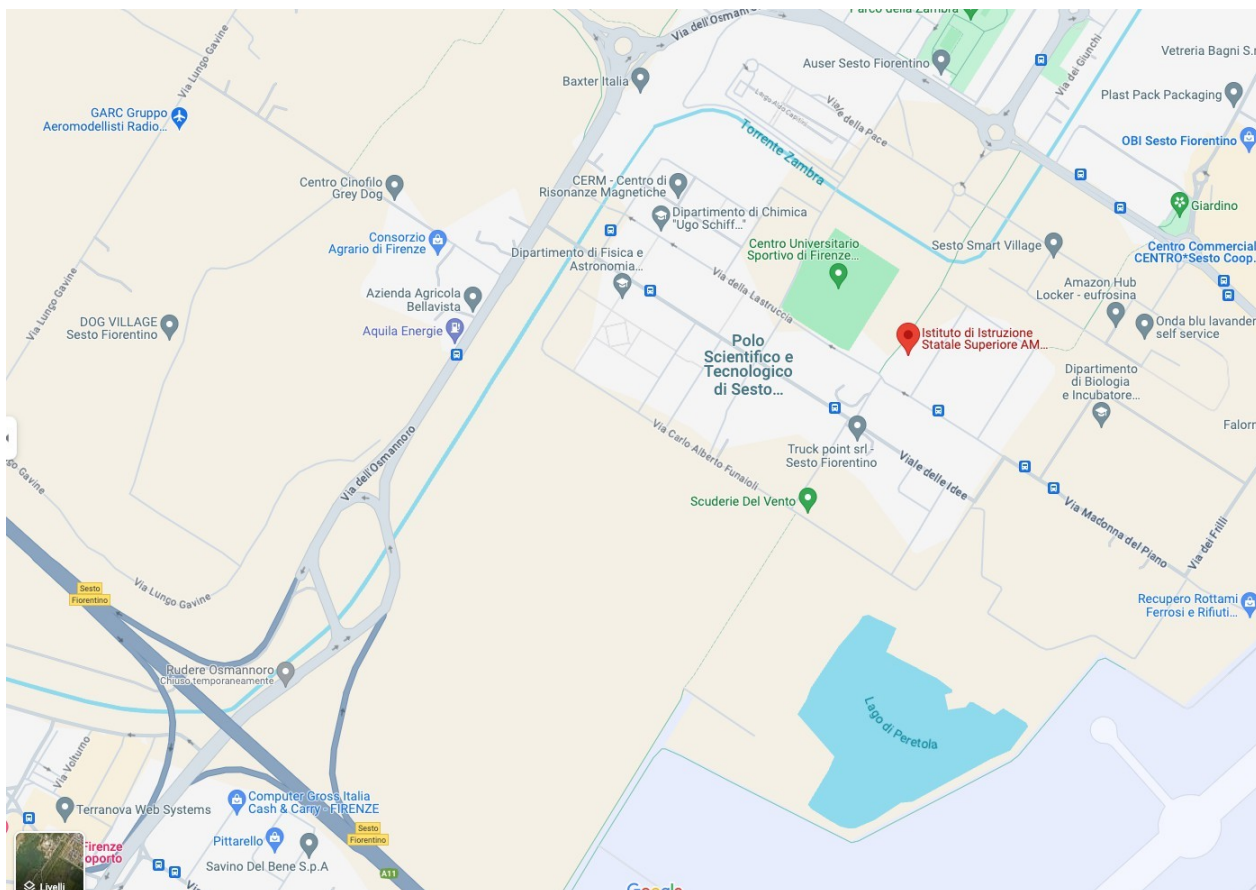 Parco della Zambra
Via dell'Osmannoro
Via Lungo Gavine
Vetreria Bagni S.r
Baxter Italia
Auser Sesto Fiorentino
Via dei Giunchi
Plast Pack Packaging
GARC Gruppo
Aeromodellisti Radio...
Largo Aldo Capitini
Viale della Pace
Torrente Zambra
OBI Sesto Fiorentino
Centro Cinofilo
Grey Dog
CERM - Centro di
Risonanze Magnetiche
Dipartimento di Chimica
"Ugo Schiff..."
Giardino
Consorzio
Agrario di Firenze
Dipartimento di Fisica e
Astronomia...
Centro Universitario
Sportivo di Firenze...
Sesto Smart Village
Centro Commercial
CENTRO*Sesto Coop.
Via della Lastruccia
Amazon Hub
Locker - eufrosina
Azienda Agricola
Bellavista
Via Lungo Gavine
DOG VILLAGE
Sesto Fiorentino
Aquila Energie
Onda blu lavander
self service
Istituto di Istruzione
Statale Superiore AM...
Polo
Scientifico e
Tecnologico
di Sesto...
Dipartimento
di Biologia
e Incubatore...
Via dell'Osmannoro
Via Carlo Alberto Funaioli
Truck point srl -
Sesto Fiorentino
Viale delle Idee
Falorn
ngo Gavine
Scuderie Del Vento
Via Madonna del Piano
Via dei Frilli
Sesto
Fiorentino
Via Lungo Gavine
Recupero Rottami
Ferrosi e Rifiuti...
Rudere Osmannoro
Chiuso temporaneamente
Lago di Peretola
Via Volturno
Terranova Web Systems
Computer Gross Italia
Cash & Carry - FIRENZE
Sesto
Fiorentino
Pittarello
Firenze
oporto
Savino Del Bene S.p.A
A11
Livelli
Google